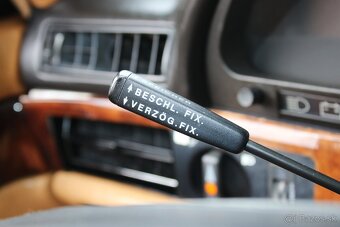 BESCHL. FIX.
VERZÖG. FIX.